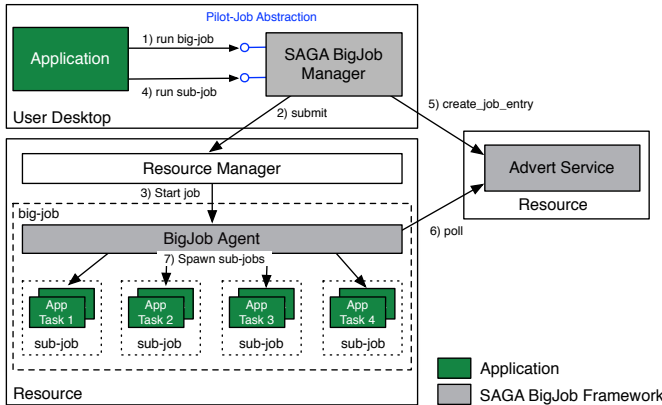 Pilot-Job Abstraction
1) run big-job
Application
SAGA BigJob
Manager
4) run sub-job
User Desktop
2) submit
5) create_job_entry
Resource Manager
Advert Service
3) Start job
Resource
big-job
BigJob Agent
6) poll
7) Spawn sub-jobs
App
Task 1
App
Task 2
App
Task 3
App
Task 4
sub-job
sub-job
sub-job
sub-job
Application
Resource
SAGA BigJob Framework